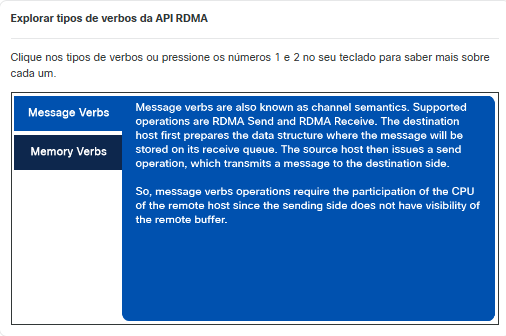 Explorar tipos de verbos da API RDMA
Clique nos tipos de verbos ou pressione os números 1 e 2 no seu teclado para saber mais sobre
cada um.
Message Verbs
Memory Verbs
Message verbs are also known as channel semantics. Supported
operations are RDMA Send and RDMA Receive. The destination
host first prepares the data structure where the message will be
stored on its receive queue. The source host then issues a send
operation, which transmits a message to the destination side.
So, message verbs operations require the participation of the CPU
of the remote host since the sending side does not have visibility of
the remote buffer.